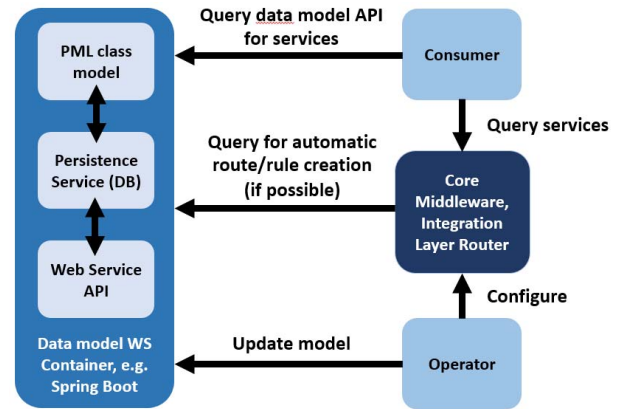 PML class
model
Persistence
Service (DB)
Web Service
API
Data model WS
Container, e.g.
Spring Boot
Query data model API
for services
Query for automatic
route/rule creation
(if possible)
Update model
Consumer
Query services
Core
Middleware,
Integration
Layer Router
Configure
Operator